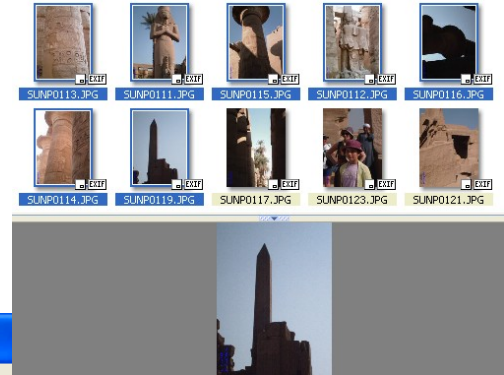 EXIF EXIF EXIF EXIF EXIF
SUNP0113.JPG SUNP0111.JPG SUNP0115.JPG SUNP0112.JPG SUNP0116.JPG
EXIF EXIF EXIF EXIF EXIF
SUNP0114.JPG SUNP0119.JPG SUNP0117.JPG SUNP0123.JPG SUNP0121.JPG